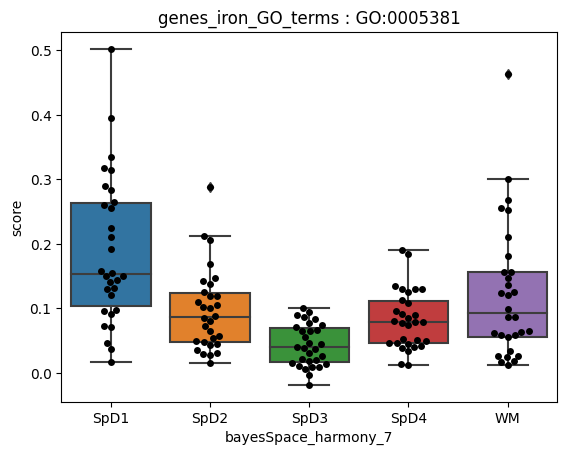 genes_iron_GO_terms : GO:0005381
score
0.5
0.4
0.3
0.2
0.1
0.0
SpD1 SpD2 SpD3 SpD4 WM
bayesSpace_harmony_7